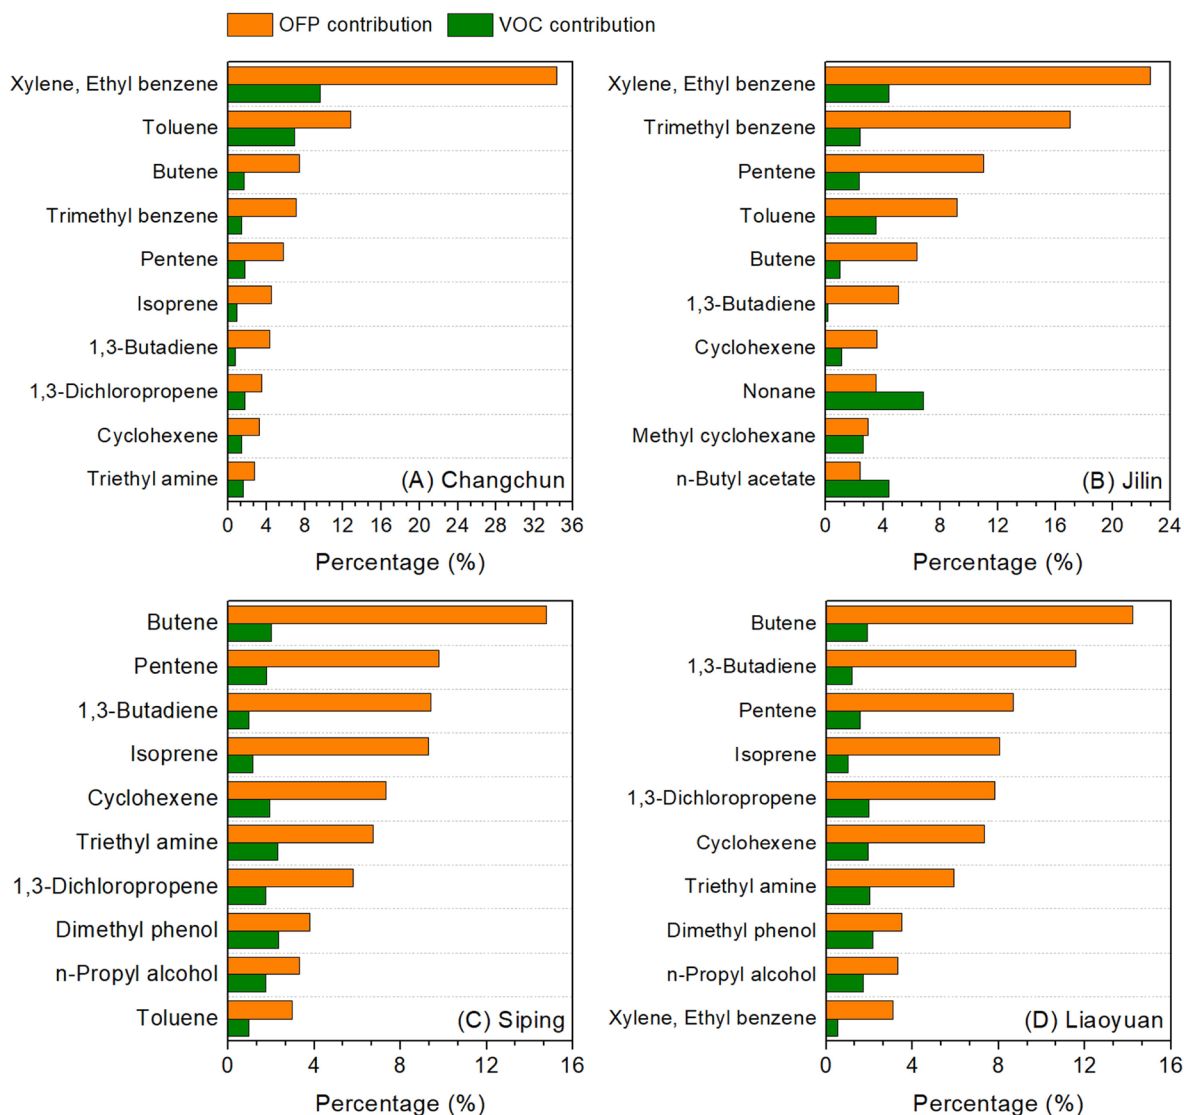 OFP contribution VOC contribution
Xylene, Ethyl benzene
Toluene
Butene
Trimethyl benzene
Pentene
Isoprene
1,3-Butadiene
1,3-Dichloropropene
Cyclohexene
Triethyl amine
(A) Changchun
0 4 8 12 16 20 24 28 32 36
Percentage (%)
Xylene, Ethyl benzene
Trimethyl benzene
Pentene
Toluene
Butene
1,3-Butadiene
Cyclohexene
Nonane
Methyl cyclohexane
n-Butyl acetate
(B) Jilin
0 4 8 12 16 20 24
Percentage (%)
Butene
Pentene
1,3-Butadiene
Isoprene
Cyclohexene
Triethyl amine
1,3-Dichloropropene
Dimethyl phenol
n-Propyl alcohol
Toluene
(C) Siping
0 4 8 12 16
Percentage (%)
Butene
1,3-Butadiene
Pentene
Isoprene
1,3-Dichloropropene
Cyclohexene
Triethyl amine
Dimethyl phenol
n-Propyl alcohol
Xylene, Ethyl benzene
(D) Liaoyuan
0 4 8 12 16
Percentage (%)